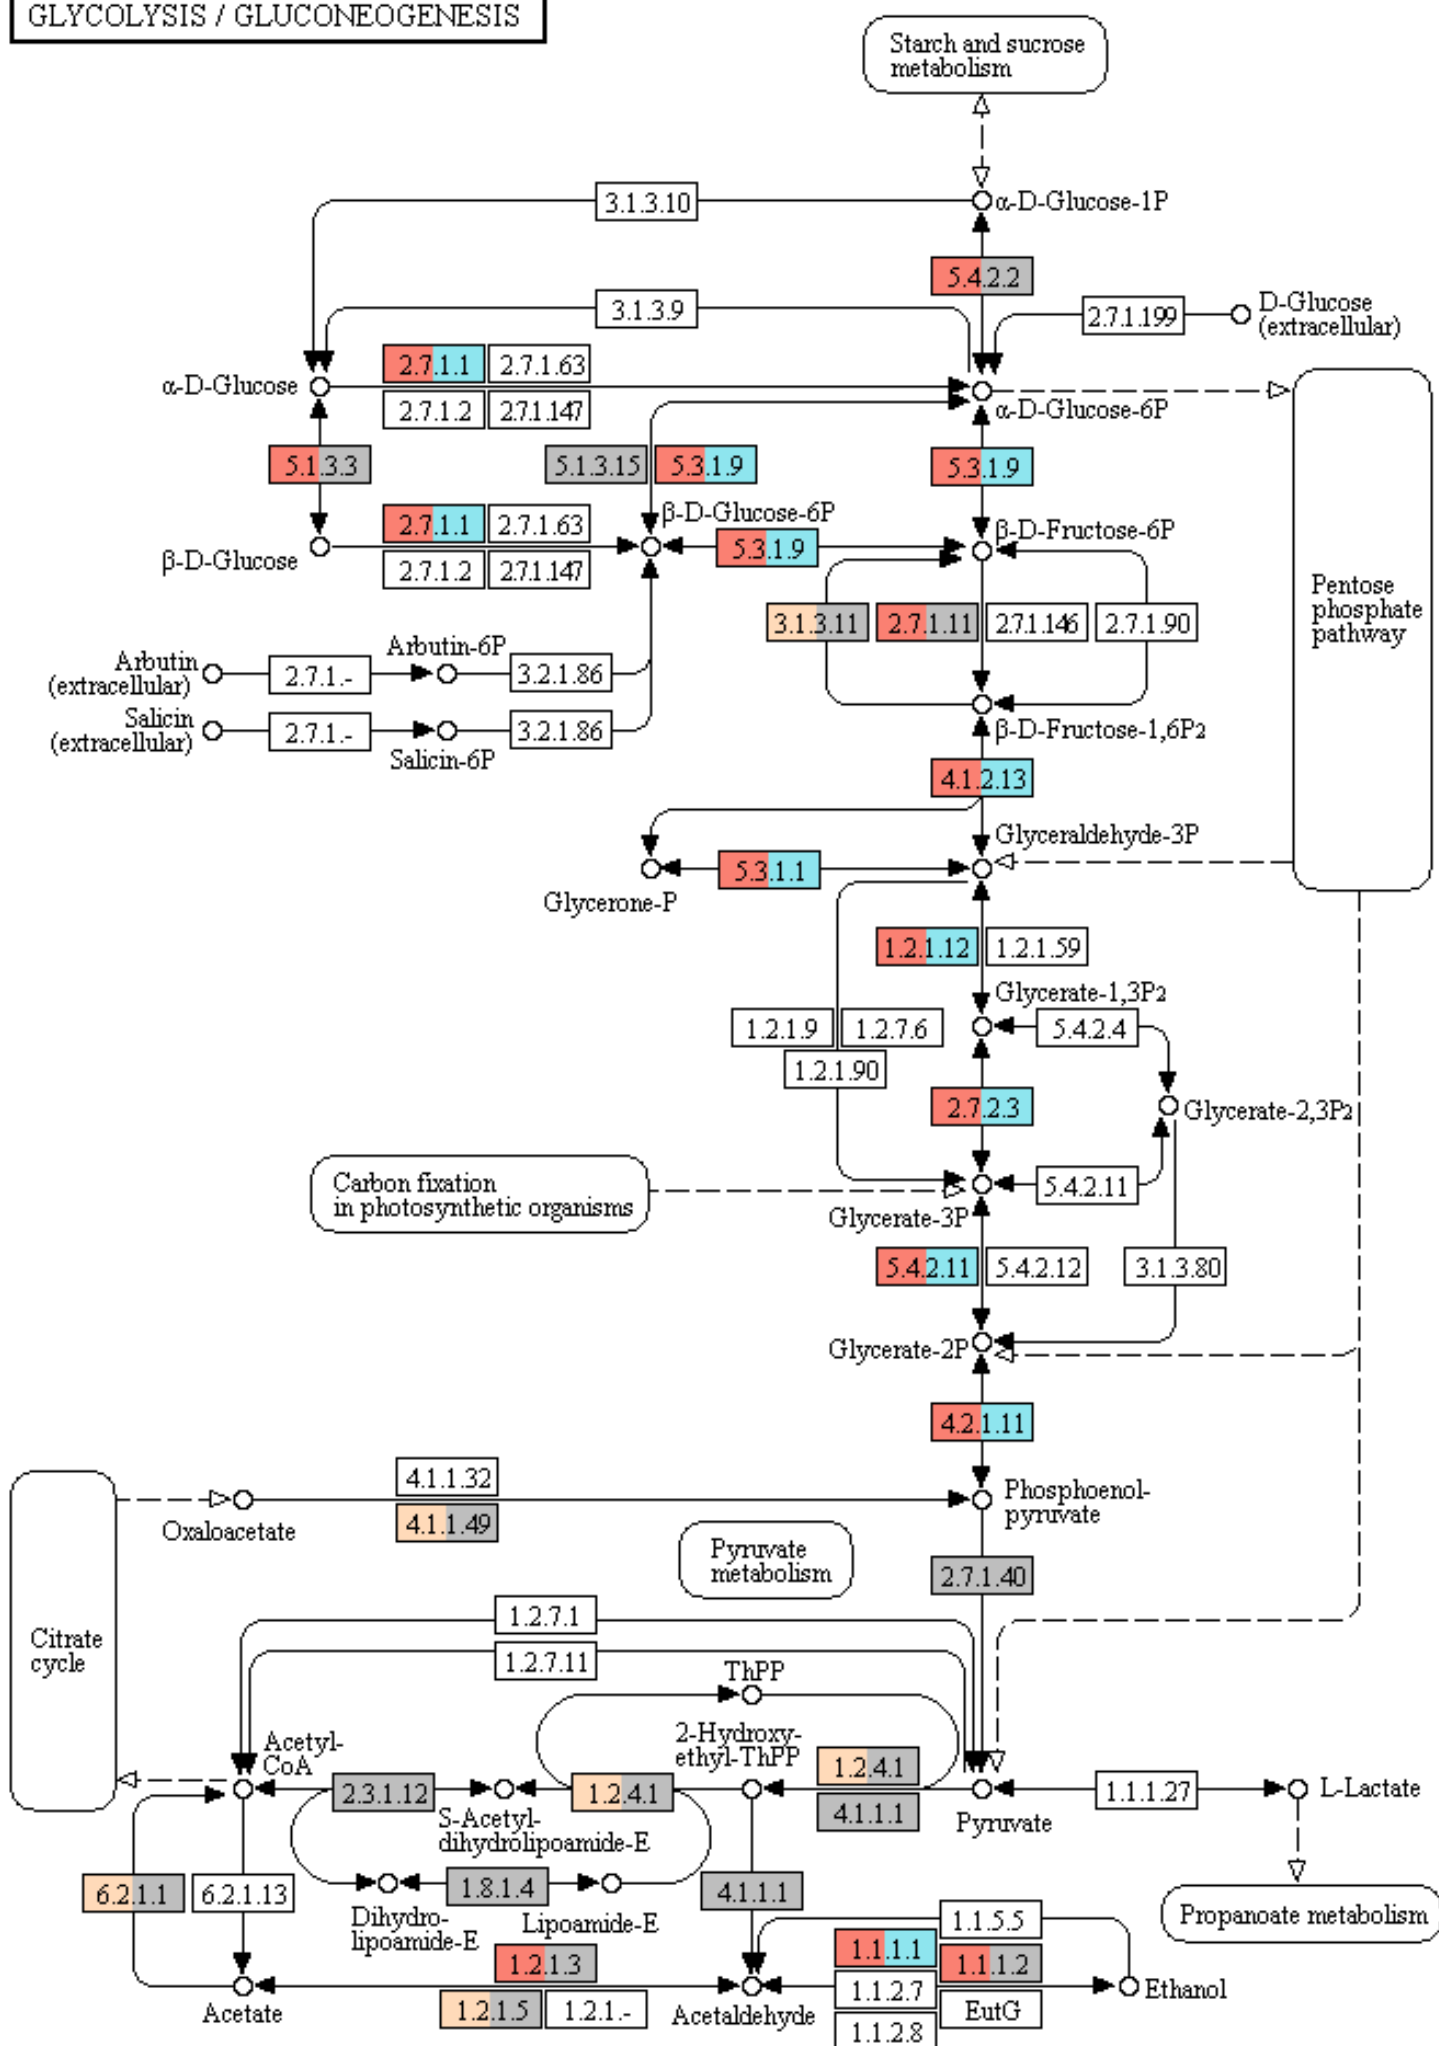 GLYCOLYSIS / GLUCONEOGENESIS
Starch and sucrose
metabolism
3.1.3.10
α-D-Glucose-1P
5.4.2.2
3.1.3.9
2.7.1.199
D-Glucose
(extracellular)
2.7.1.1
2.7.1.63
α-D-Glucose
2.7.1.2
2.7.1.147
α-D-Glucose-6P
5.1.3.3
5.1.3.15
5.3.1.9
5.3.1.9
2.7.1.1
2.7.1.63
β-D-Glucose-6P
β-D-Fructose-6P
β-D-Glucose
5.3.1.9
2.7.1.2
2.7.1.147
Pentose
phosphate
pathway
3.1.3.11
2.7.1.11
2.7.1.146
2.7.1.90
Arbutin
(extracellular)
2.7.1.-
Arbutin-6P
3.2.1.86
Salicin
(extracellular)
2.7.1.-
Salicin-6P
3.2.1.86
β-D-Fructose-1,6P2
4.1.2.13
Glyceraldehyde-3P
5.3.1.1
Glycerone-P
1.2.1.12
1.2.1.59
Glycerate-1,3P2
1.2.1.9
1.2.7.6
5.4.2.4
1.2.1.90
2.7.2.3
Glycerate-2,3P2
Carbon fixation
in photosynthetic organisms
5.4.2.11
Glycerate-3P
5.4.2.11
5.4.2.12
3.1.3.80
Glycerate-2P
4.2.1.11
4.1.1.32
Oxaloacetate
4.1.1.49
Phosphoenol-
pyruvate
Pyruvate
metabolism
2.7.1.40
Citrate
cycle
1.2.7.1
1.2.7.11
ThPP
Acetyl-
CoA
2-Hydroxy-
ethyl-ThPP
1.2.4.1
2.3.1.12
1.2.4.1
1.1.1.27
L-Lactate
S-Acetyl-
dihydrolipoamide-E
4.1.1.1
Pyruvate
6.2.1.1
6.2.1.13
1.8.1.4
4.1.1.1
Dihydro-
lipoamide-E
Lipoamide-E
1.1.5.5
Propanoate metabolism
1.2.1.3
1.1.1.1
1.1.1.2
Acetate
1.2.1.5
1.2.1.-
Acetaldehyde
1.1.2.7
EutG
Ethanol
1.1.2.8